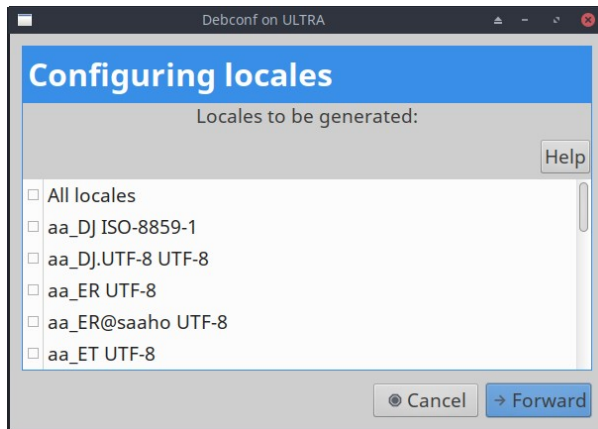 Debconf on ULTRA
Configuring locales
Locales to be generated:
Help
All locales
aa_DJ ISO-8859-1
aa_DJ.UTF-8 UTF-8
aa_ER UTF-8
aa_ER@saaho UTF-8
aa_ET UTF-8
Cancel
Forward